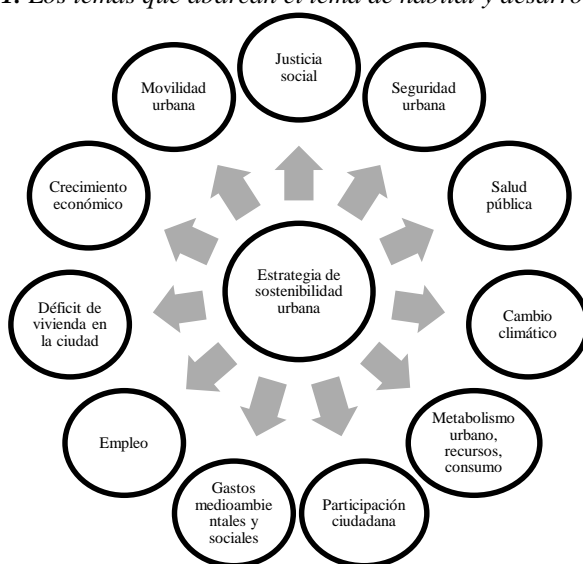 1. Los temas que abarcan el tema de hábitat y desarro
Justicia
social
Seguridad
urbana
Salud
pública
Cambio
climático
Metabolismo
urbano,
recursos,
consumo
Participación
ciudadana
Gastos
medioambie
ntales y
sociales
Empleo
Déficit de
vivienda en
la ciudad
Crecimiento
económico
Movilidad
urbana
Estrategia de
sostenibilidad
urbana